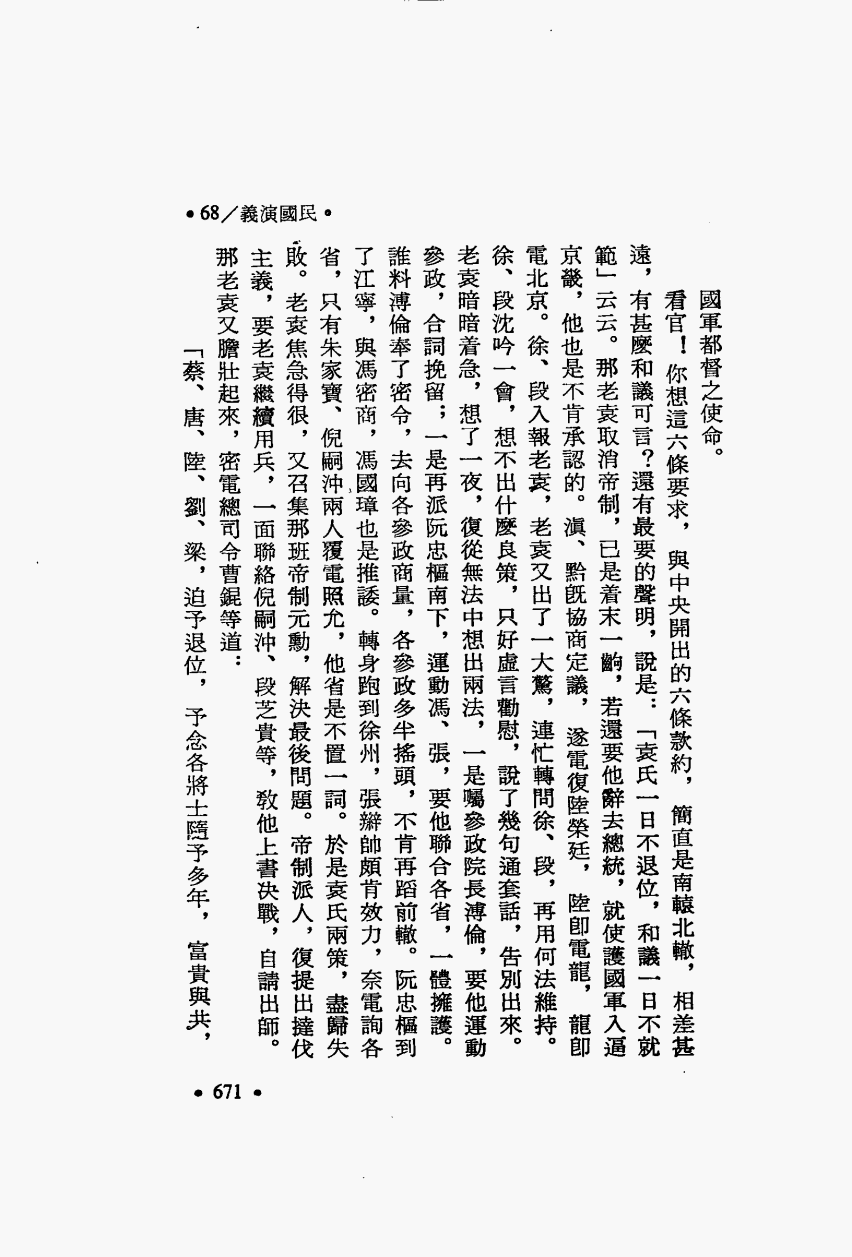 •68／義演國民•
國軍都督之使命。
看官！你想這六條要求，與中央開出的六條款約，簡直是南轅北轍，相差甚
遠，有甚麼和議可言？還有最要的聲明，說是：「袁氏一日不退位，和議一日不就
範」云云。那老袁取消帝制，已是着末一齣，若還要他辭去總統，就使護國軍入逼
京畿，他也是不肯承認的。滇、黔旣協商定議，遂電復陸榮廷，陸卽電龍，龍卽
電北京。徐、段入報老袁，老袁又出了一大驚，連忙轉問徐、段，再用何法維持。
徐、段沈吟一會，想不出什麼良策，只好虛言勸慰，說了幾句通套話，告別出來。
老袁暗暗着急，想了一夜，復從無法中想出兩法，一是囑參政院長溥倫，要他運動
參政，合詞挽留；一是再派阮忠樞南下，運動馮、張，要他聯合各省，一體擁護。
誰料溥倫奉了密令，去向各參政商量，各參政多半搖頭，不肯再蹈前轍。阮忠樞到
了江寧，與馮密商，馮國璋也是推諉。轉身跑到徐州，張辮帥頗肯效力，奈電詢各
省，只有朱家寶、倪嗣沖兩人覆電照允，他省是不置一詞。於是袁氏兩策，盡歸失
敗。老袁焦急得很，又召集那班帝制元勳，解決最後問題。帝制派人，復提出撻伐
主義，要老袁繼續用兵，一面聯絡倪嗣沖、段芝貴等，敎他上書決戰，自請出師。
那老袁又膽壯起來，密電總司令曹錕等道：
「蔡、唐、陸、劉、梁，迫予退位，予念各將士隨予多年，富貴與共，
•671•